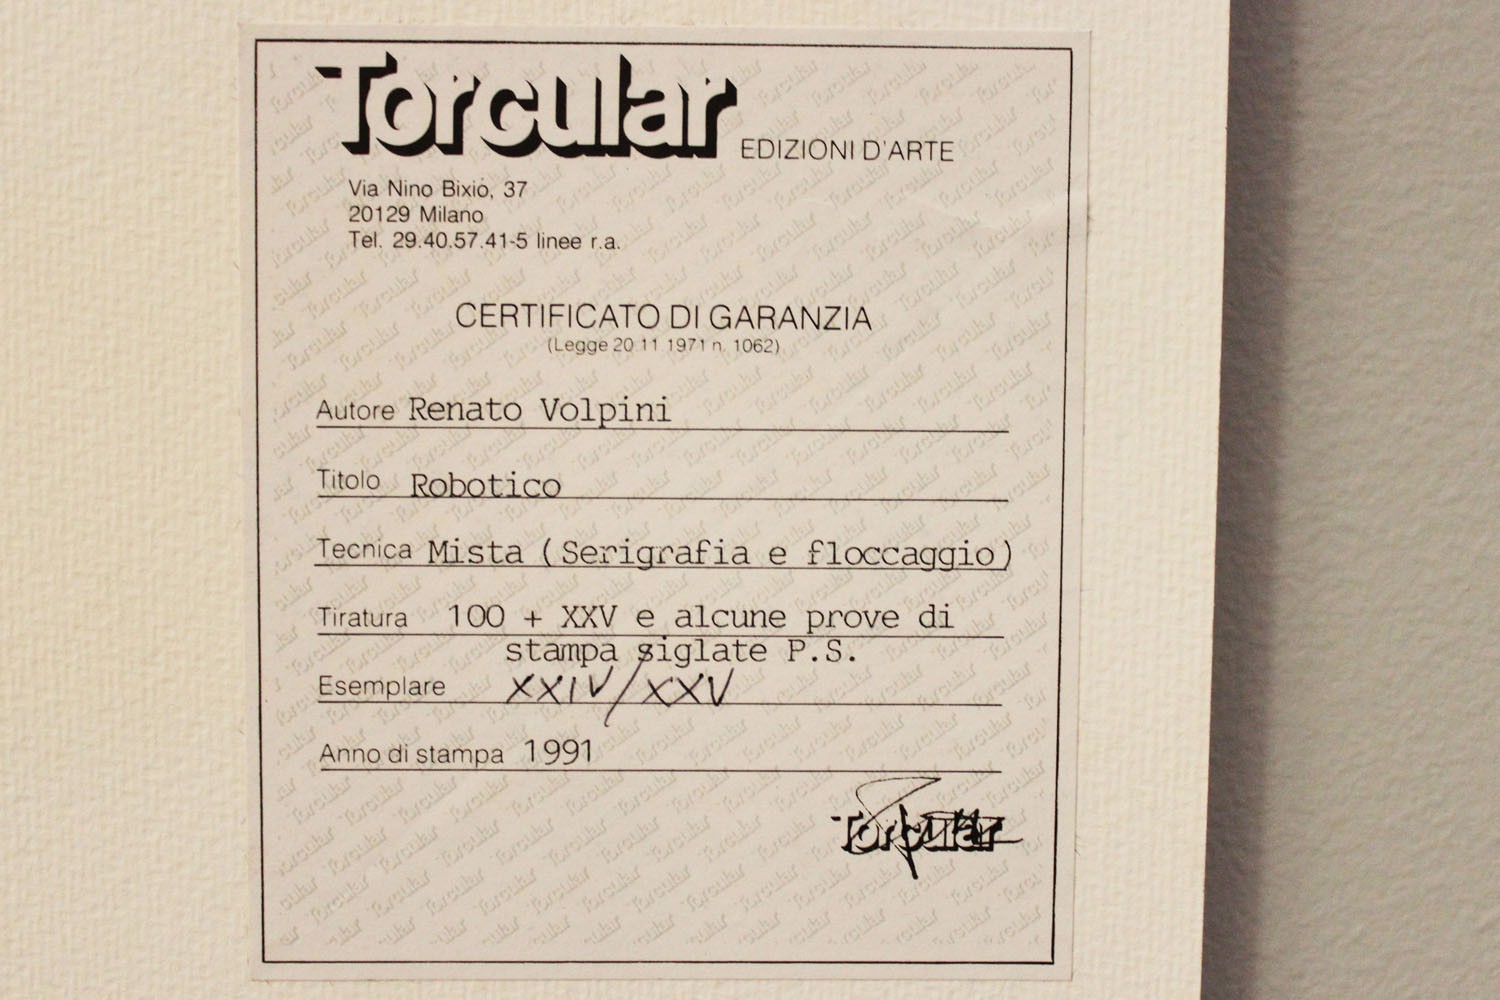 Torcular EDIZIONI D'ARTE
Via Nino Bixio, 37
20129 Milano
Tel. 29.40.57.41-5 linee r.a.
CERTIFICATO DI GARANZIA
(Legge 20 11 1971 n. 1062)
Autore Renato Volpini
Titolo Robotico
Tecnica Mista (Serigrafia e floccaggio)
Tiratura 100 + XXV e alcune prove di
stampa siglate P.S.
Esemplare XXIV/XXV
Anno di stampa 1991
Torcular